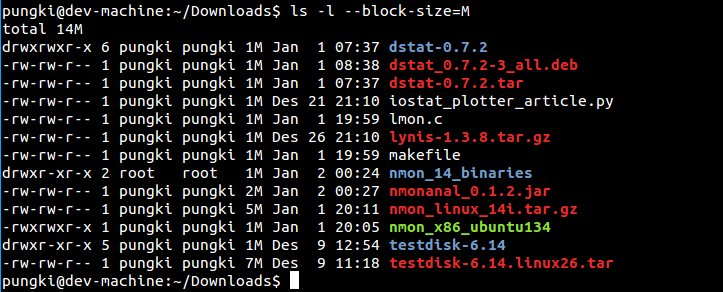 pungki@dev-machine:~/Downloads$ ls -l --block-size=M
total 14M
drwxrwxr-x 6 pungki pungki 1M Jan  1 07:37 dstat-0.7.2
-rw-rw-r-- 1 pungki pungki 1M Jan  1 08:38 dstat_0.7.2-3_all.deb
-rw-rw-r-- 1 pungki pungki 1M Jan  1 07:37 dstat-0.7.2.tar
-rw-rw-r-- 1 pungki pungki 1M Des 21 21:10 iostat_plotter_article.py
-rw-rw-r-- 1 pungki pungki 1M Jan  1 19:59 lmon.c
-rw-rw-r-- 1 pungki pungki 1M Des 26 21:10 lynis-1.3.8.tar.gz
-rw-rw-r-- 1 pungki pungki 1M Jan  1 19:59 makefile
drwxr-xr-x 2 root   root   1M Jan  2 00:24 nmon_14_binaries
-rw-rw-r-- 1 pungki pungki 2M Jan  2 00:27 nmonanal_0.1.2.jar
-rw-rw-r-- 1 pungki pungki 5M Jan  1 20:11 nmon_linux_14i.tar.gz
-rwxrwxr-x 1 pungki pungki 1M Jan  1 20:05 nmon_x86_ubuntu134
drwxr-xr-x 5 pungki pungki 1M Des  9 12:54 testdisk-6.14
-rw-rw-r-- 1 pungki pungki 7M Des  9 11:18 testdisk-6.14.linux26.tar
pungki@dev-machine:~/Downloads$